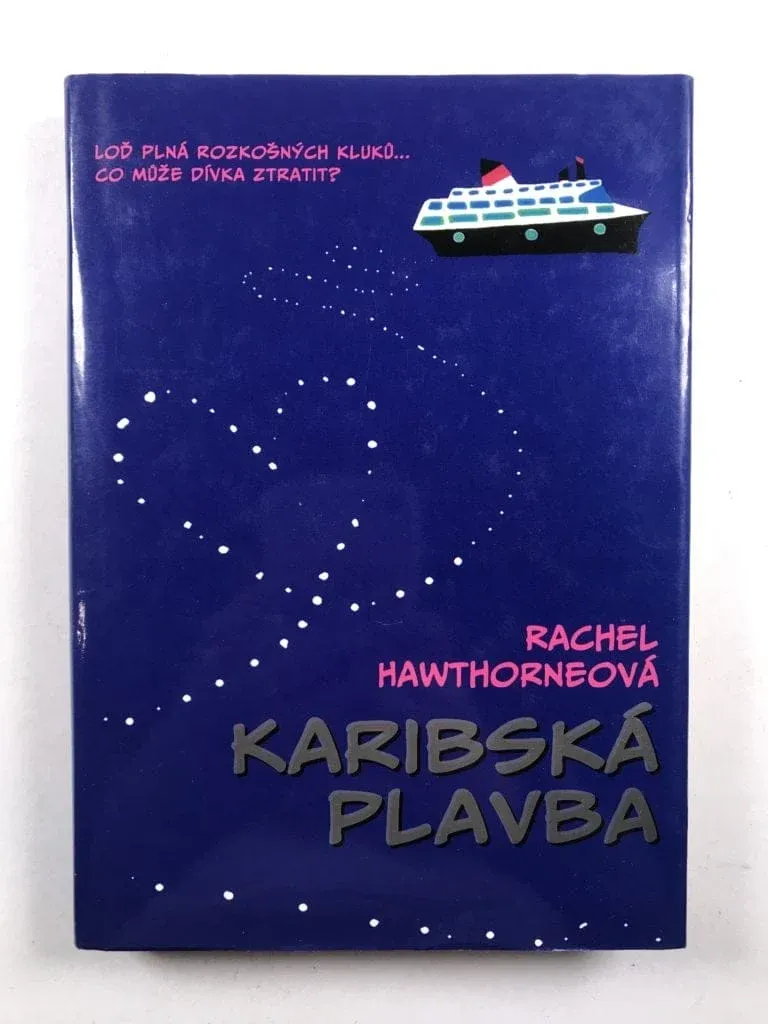 LOĎ PLNÁ ROZKOŠNÝCH KLUKŮ...
CO MŮŽE DÍVKA ZTRATIT?
RACHEL
HAWTHORNEOVÁ
KARIBSKÁ
PLAVBA